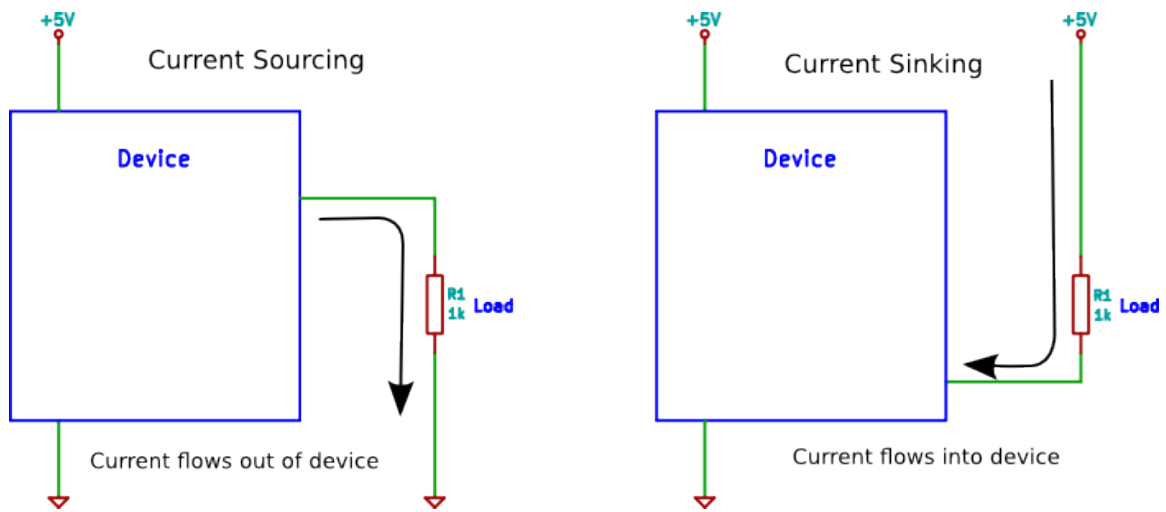 +5V
Current Sourcing
Device
R1
1k
Load
Current flows out of device
+5V
+5V
Current Sinking
Device
R1
1k
Load
Current flows into device